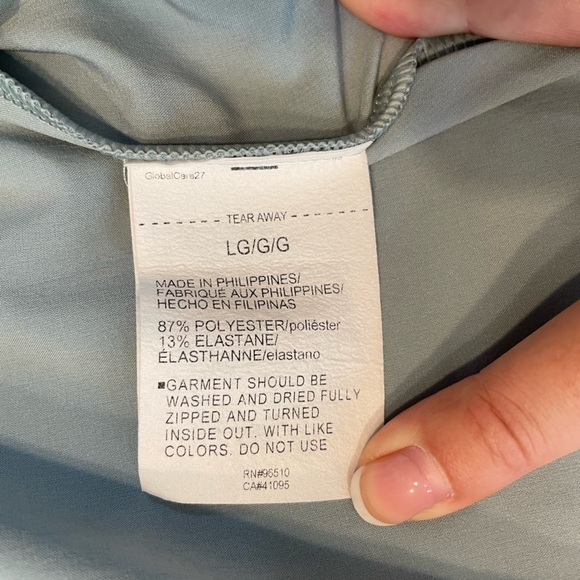 GlobalCare27
TEAR AWAY
LG/G/G
MADE IN PHILIPPINES/
FABRIQUÉ AUX PHILIPPINES/
HECHO EN FILIPINAS
87% POLYESTER/poliéster
13% ELASTANE/
ÉLASTHANNE/elastano
■GARMENT SHOULD BE
WASHED AND DRIED FULLY
ZIPPED AND TURNED
INSIDE OUT. WITH LIKE
COLORS. DO NOT USE
RN#96510
CA#41095